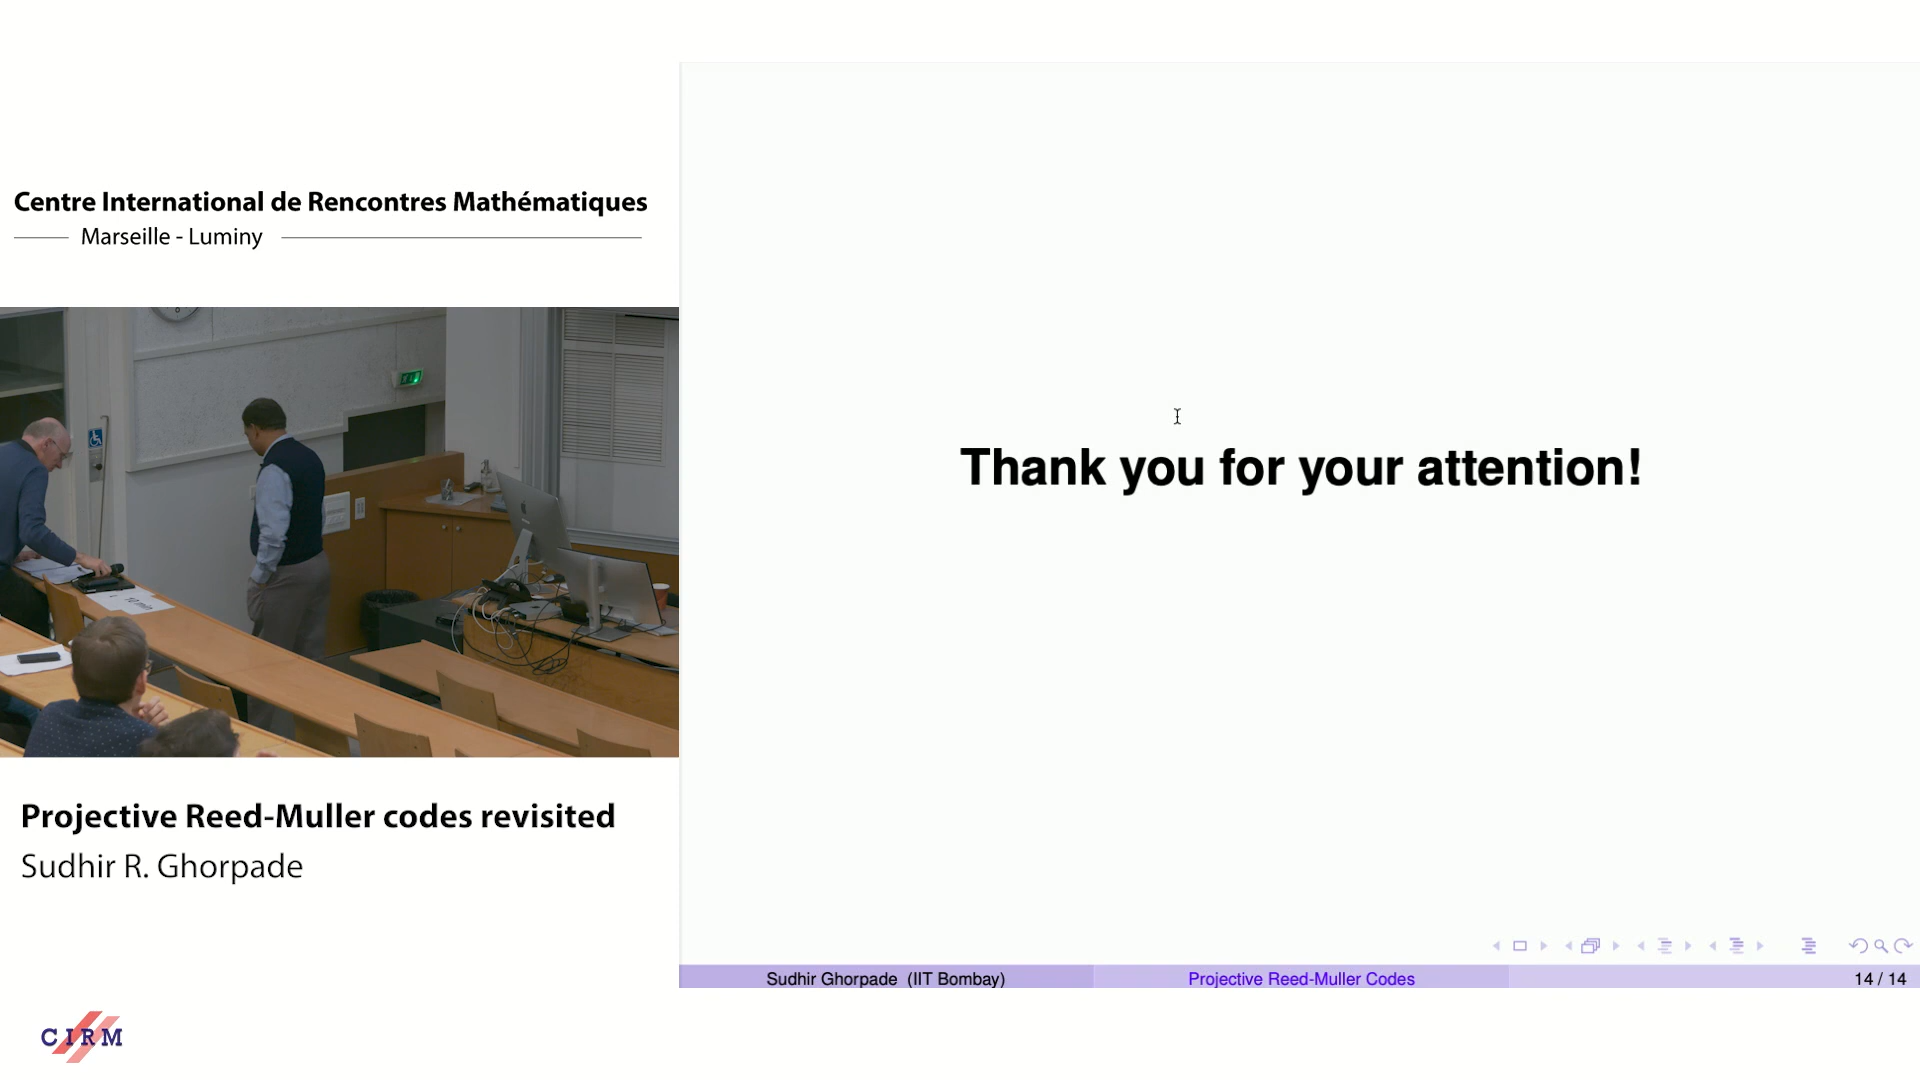 Centre International de Rencontres Mathématiques
Marseille - Luminy
Projective Reed-Muller codes revisited
Sudhir R. Ghorpade
CIRM
Thank you for your attention!
Sudhir Ghorpade (IIT Bombay)
Projective Reed-Muller Codes
14 / 14